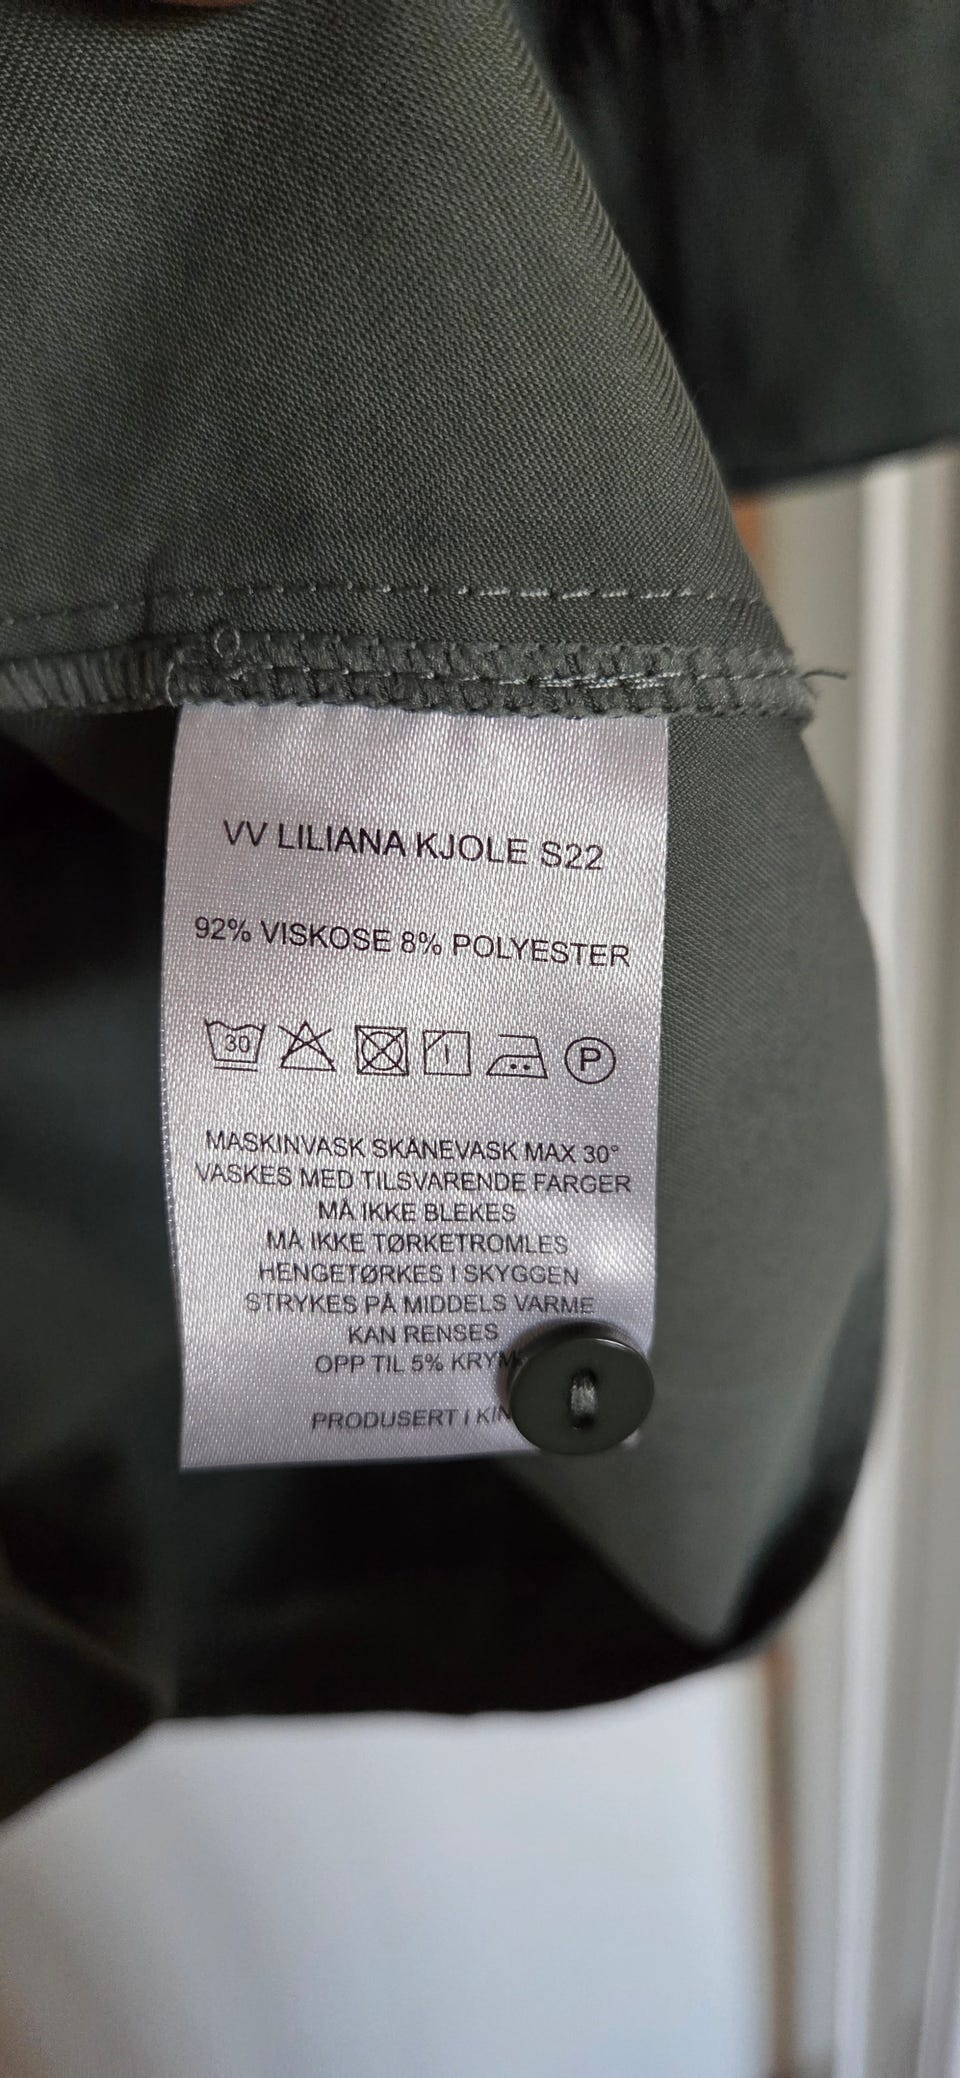 VV LILIANA KJOLE S22
92% VISKOSE 8% POLYESTER
30
P
MASKINVASK SKÅNEVASK MAX 30°
VASKES MED TILSVARENDE FARGER
MÅ IKKE BLEKES
MÅ IKKE TØRKETROMLES
HENGETØRKES I SKYGGEN
STRYKES PÅ MIDDELS VARME
KAN RENSES
OPP TIL 5%
PRODUSERT I